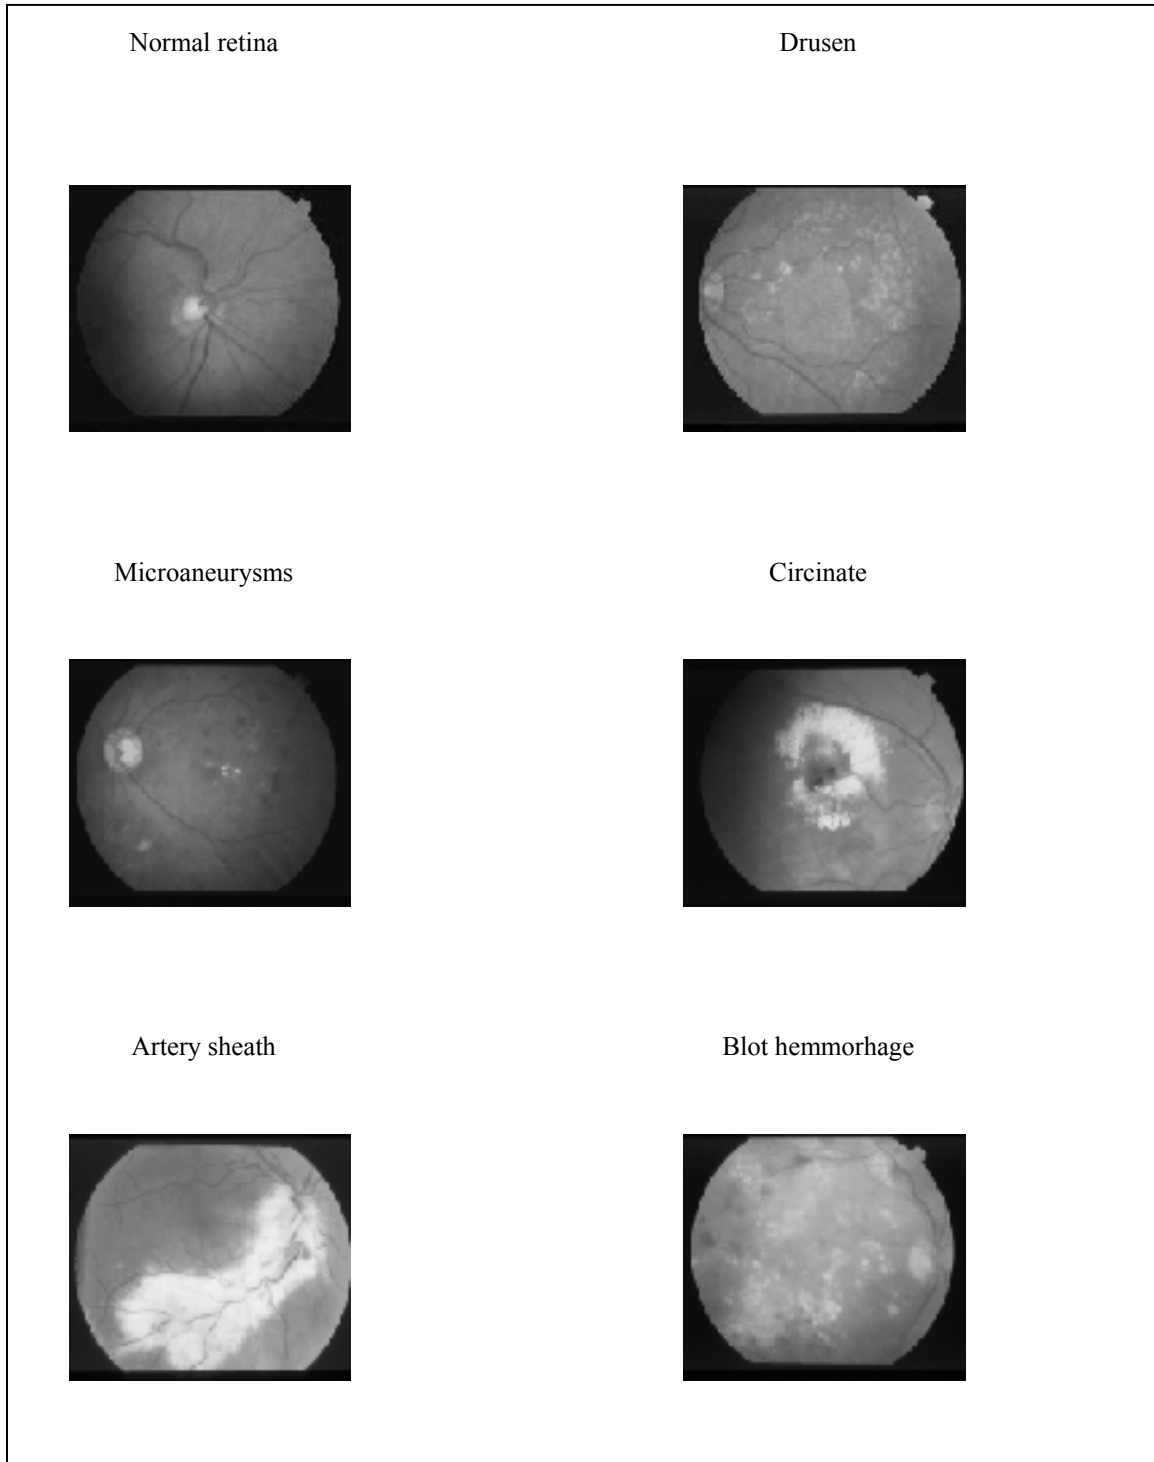 Normal retina
Drusen
Microaneurysms
Circinate
Artery sheath
Blot hemmorhage